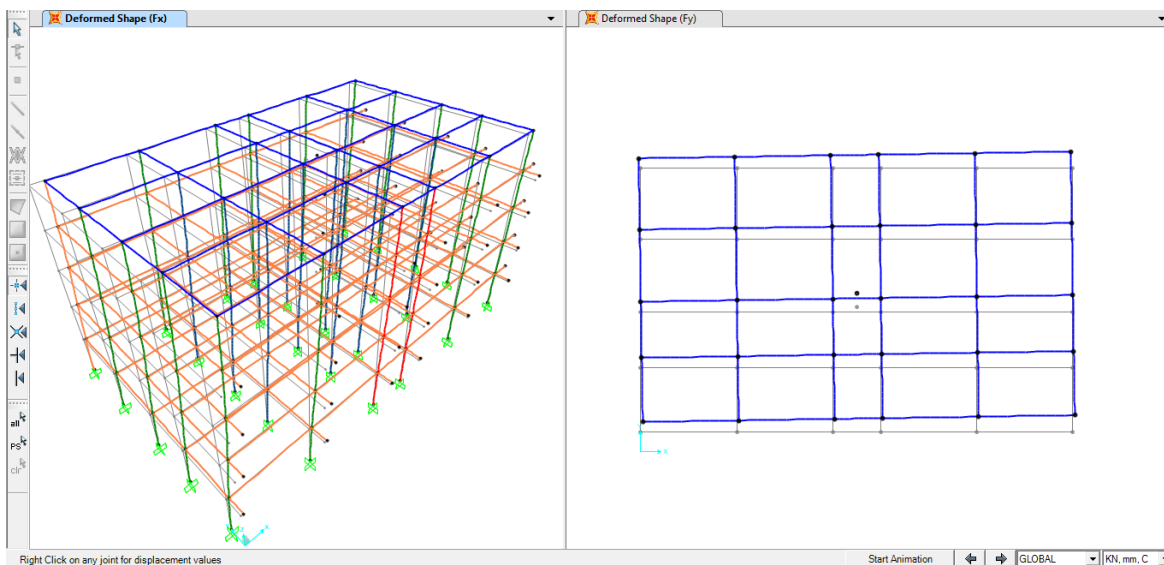 Deformed Shape (Fx)
Deformed Shape (Fy)
all
PS
clr
X
X
Right Click on any joint for displacement values
Start Animation
GLOBAL
KN, mm, C